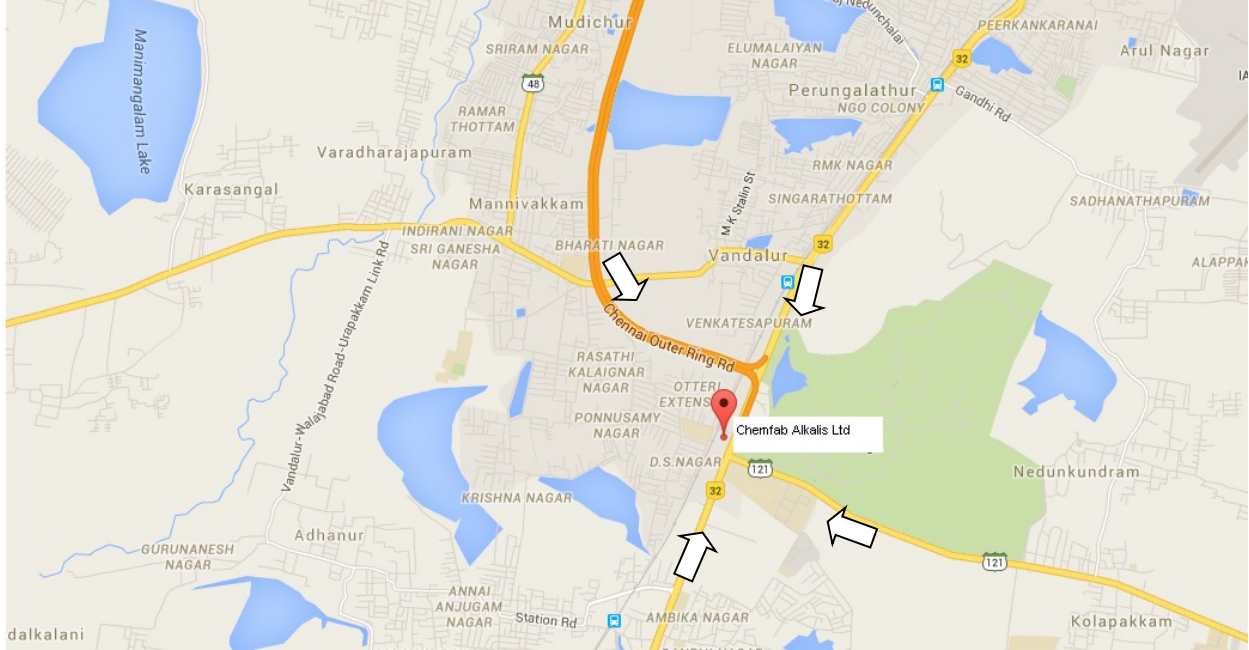 Mudichur
Nedunchalai
PEERKANKARANAI
SRIRAM NAGAR
ELUMALAIYAN
NAGAR
32
Arul Nagar
Manimangalam Lake
48
Perungalathur
NGO COLONY
Gandhi Rd
RAMAR
THOTTAM
Varadharajapuram
RMK NAGAR
Karasangal
Mannivakkam
M.K Stalin St
SINGARATHOTTAM
SADHANATHAPURAM
INDIRANI NAGAR
SRI GANESHA
NAGAR
BHARATI NAGAR
Vandalur
32
ALAPPAK
Vandalur-Walajabad Road-Urapakkam Link Rd
Chennai Outer Ring Rd
VENKATESAPURAM
RASATHI
KALAIGNAR
NAGAR
OTTERI
EXTENS
PONNUSAMY
NAGAR
Chemfab Alkalis Ltd
D.S.NAGAR
121
Nedunkundram
32
KRISHNA NAGAR
Adhanur
GURUNANESH
NAGAR
121
ANNAI
ANJUGAM
NAGAR
Station Rd
AMBIKA NAGAR
Kolapakkam
dalkalani